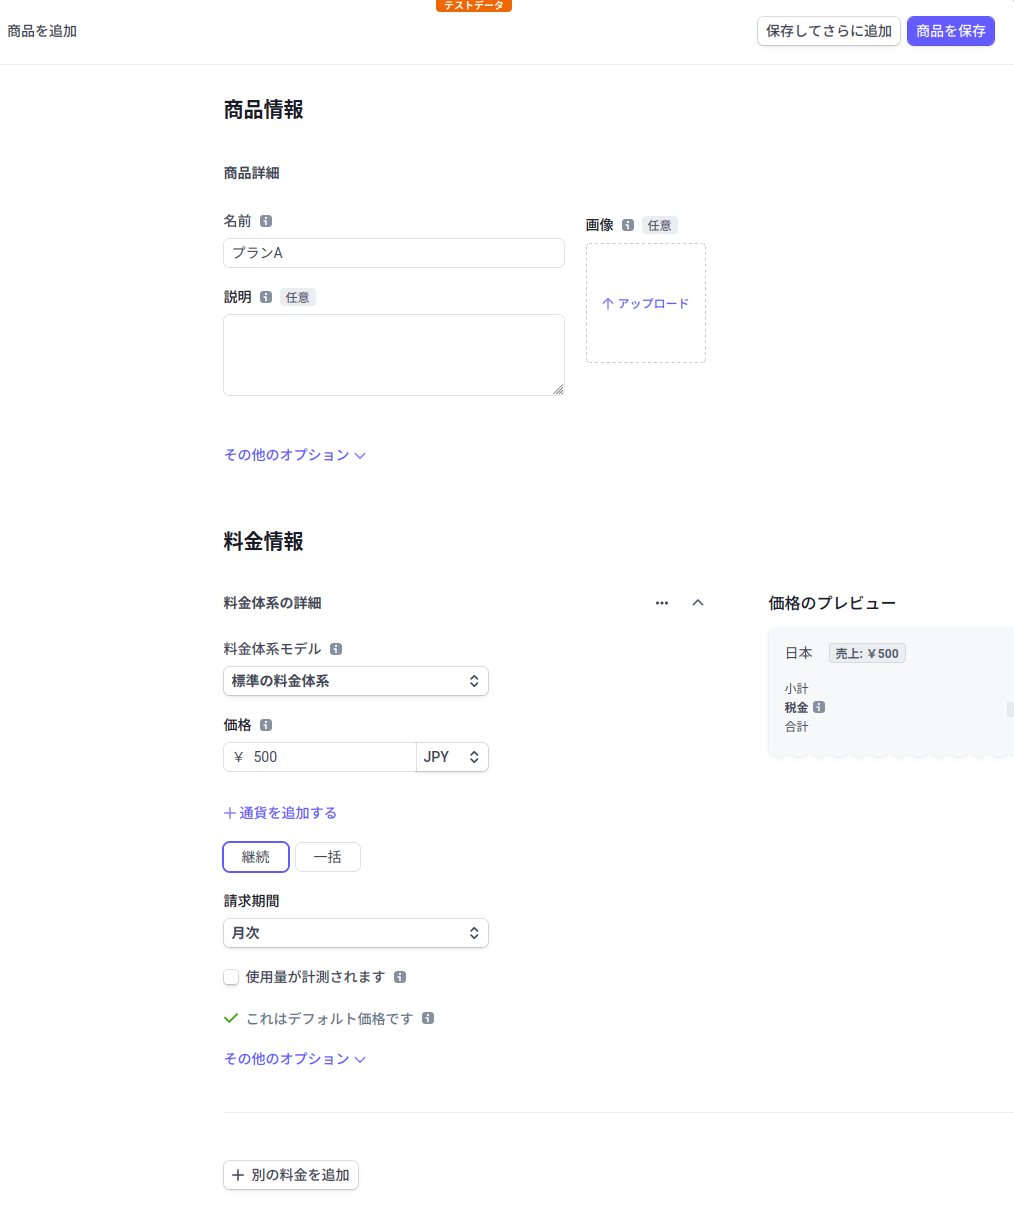 テストデータ
商品を追加
保存してさらに追加
商品を保存
商品情報
商品詳細
名前
プランA
画像 任意
アップロード
説明 任意
その他のオプション
料金情報
料金体系の詳細
料金体系モデル
標準の料金体系
価格
¥ 500 JPY
通貨を追加する
継続 一括
請求期間
月次
使用量が計測されます
これはデフォルト価格です
その他のオプション
別の料金を追加
価格のプレビュー
日本 売上: ¥500
小計
税金
合計